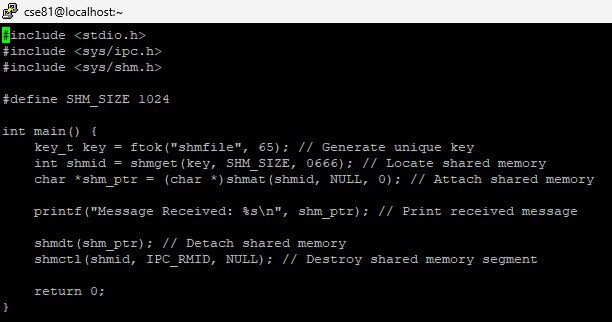 cse81@localhost:~
#include <stdio.h>
#include <sys/ipc.h>
#include <sys/shm.h>
#define SHM_SIZE 1024
int main() {
    key_t key = ftok("shmfile", 65); // Generate unique key
    int shmid = shmget(key, SHM_SIZE, 0666); // Locate shared memory
    char *shm_ptr = (char *)shmat(shmid, NULL, 0); // Attach shared memory
    printf("Message Received: %s\n", shm_ptr); // Print received message
    shmdt(shm_ptr); // Detach shared memory
    shmctl(shmid, IPC_RMID, NULL); // Destroy shared memory segment
    return 0;
}